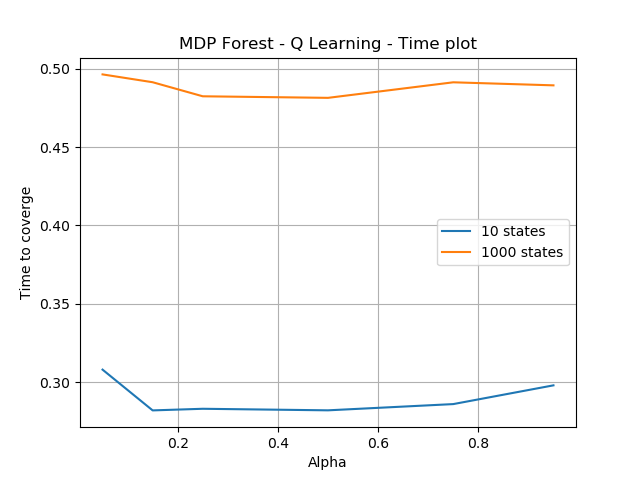 MDP Forest - Q Learning - Time plot
0.50
0.45
0.40
0.35
0.30
Time to coverge
10 states
1000 states
0.2 0.4 0.6 0.8
Alpha